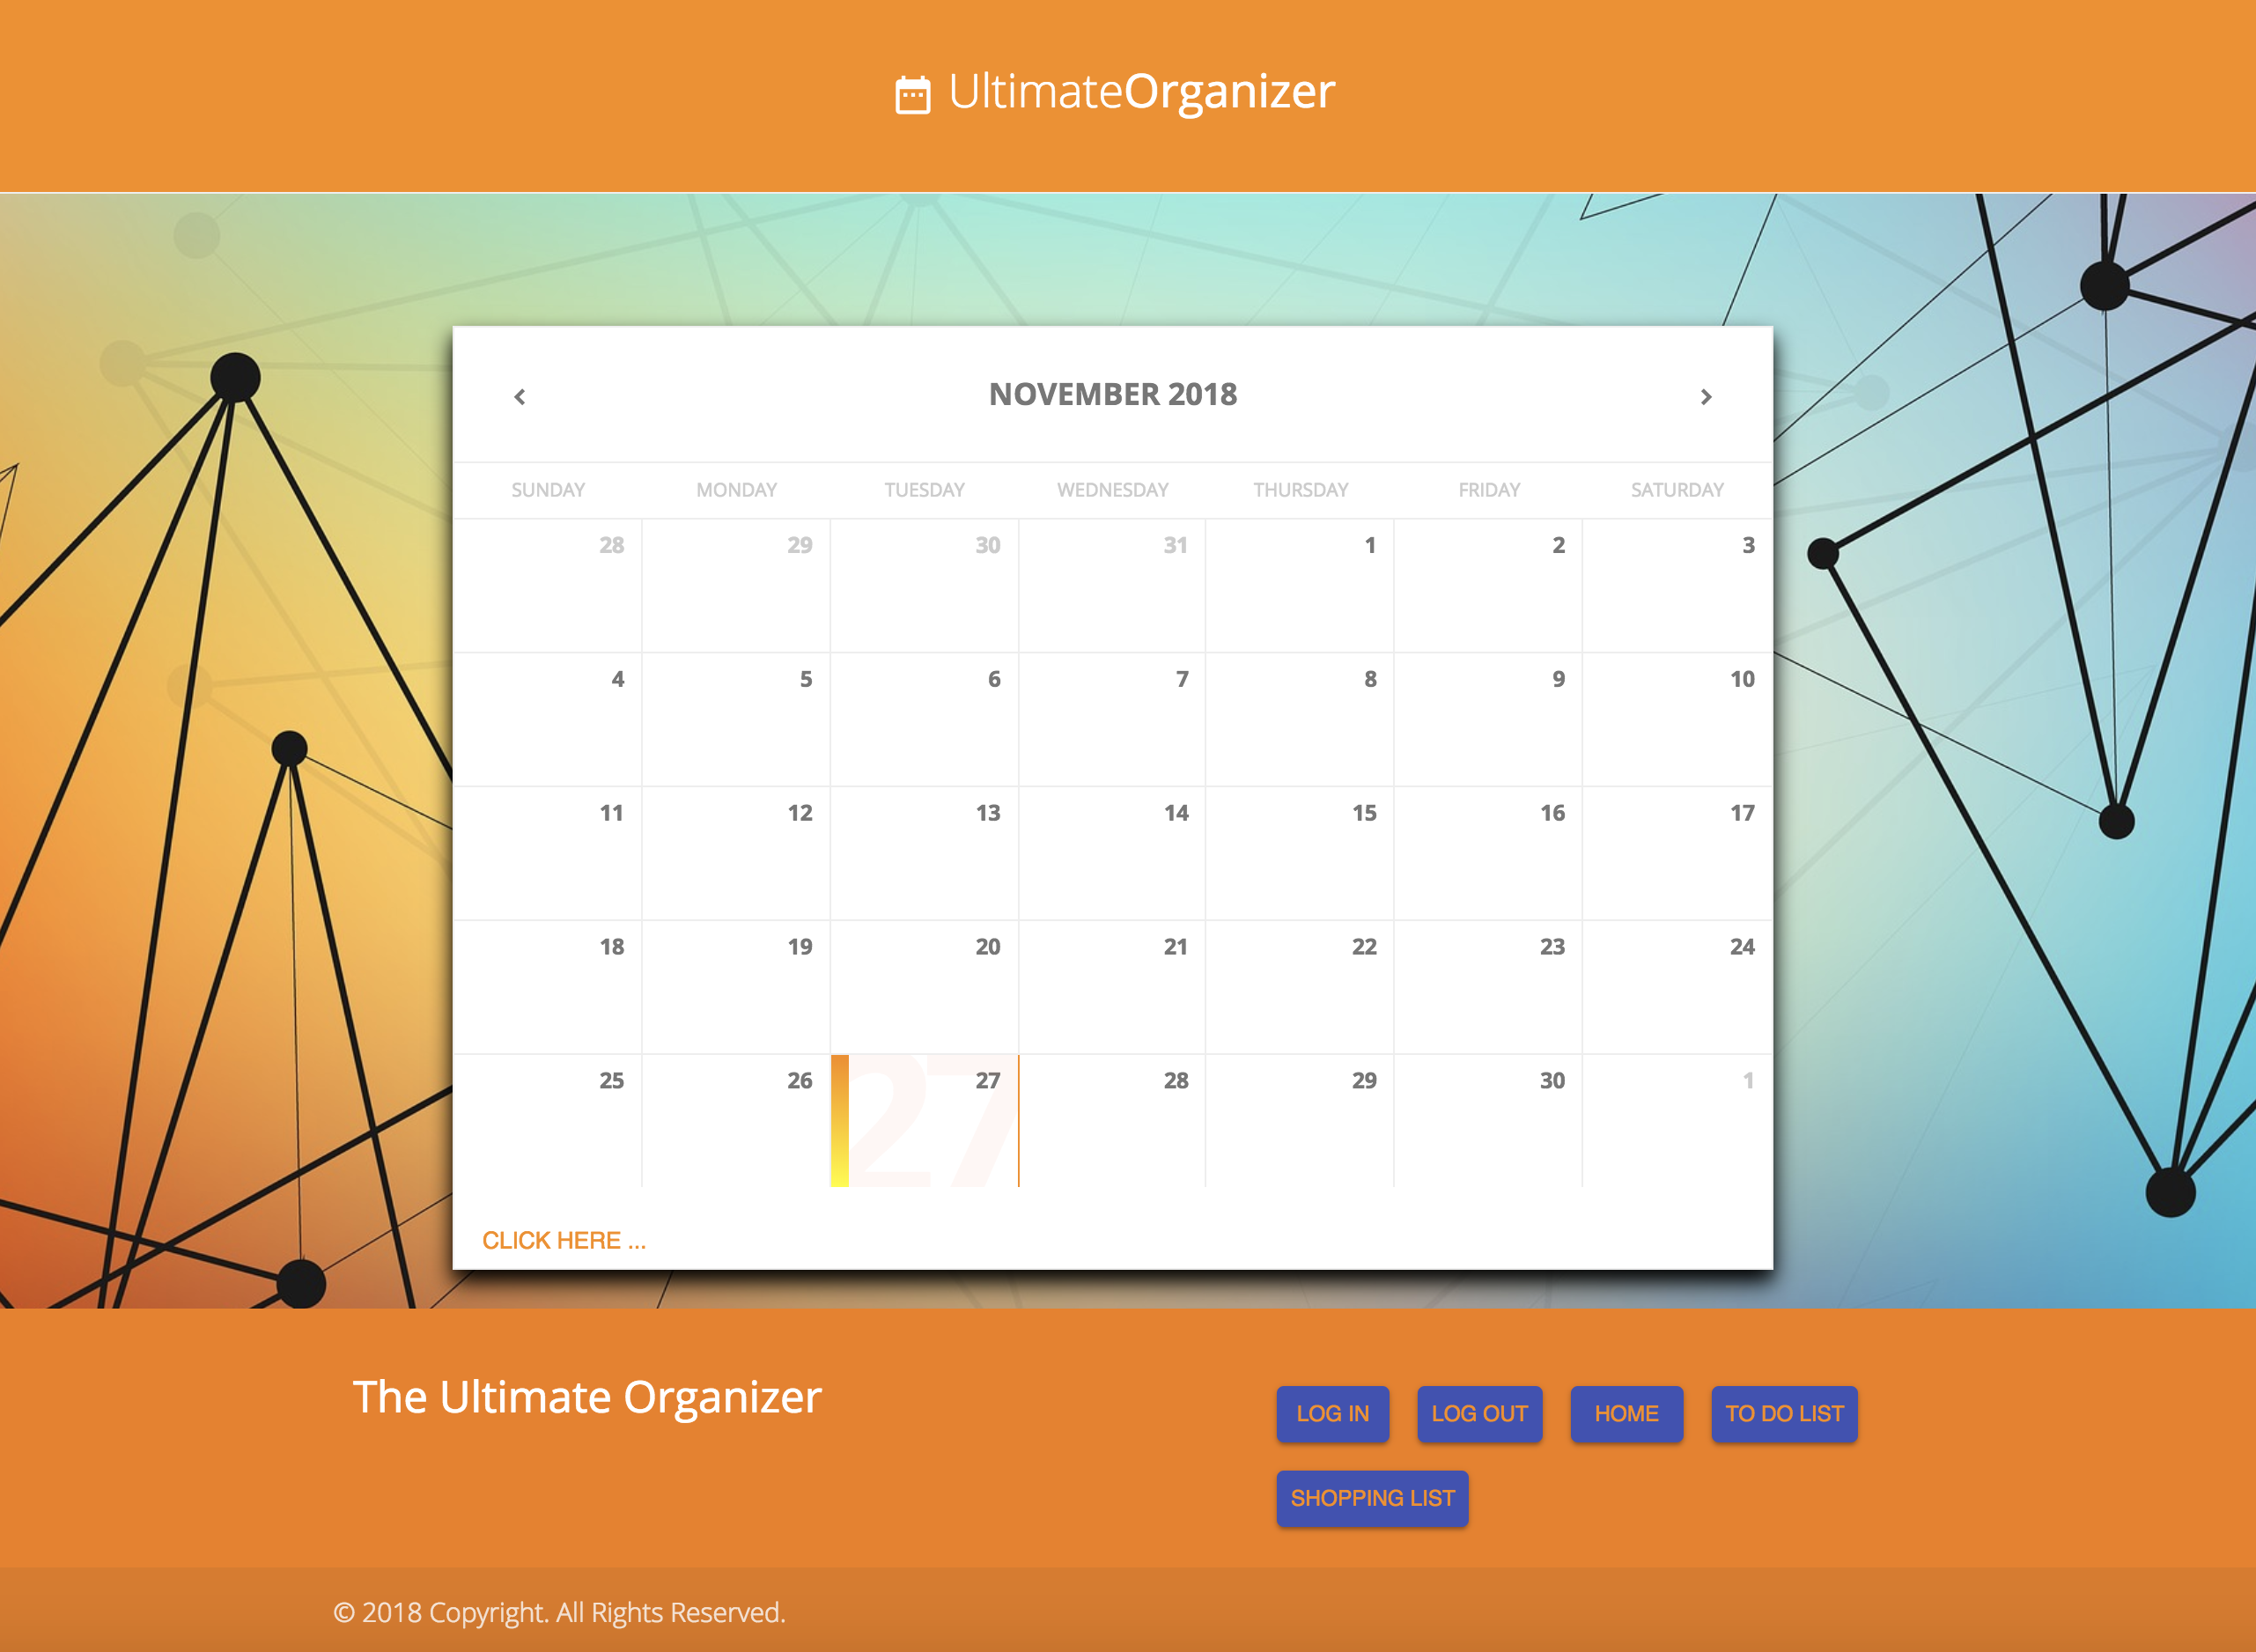 UltimateOrganizer
NOVEMBER 2018
SUNDAY MONDAY TUESDAY WEDNESDAY THURSDAY FRIDAY SATURDAY
28 29 30 31 1 2 3
4 5 6 7 8 9 10
11 12 13 14 15 16 17
18 19 20 21 22 23 24
25 26 27 27 28 29 30 1
CLICK HERE ...
The Ultimate Organizer
LOG IN LOG OUT HOME TO DO LIST
SHOPPING LIST
© 2018 Copyright. All Rights Reserved.